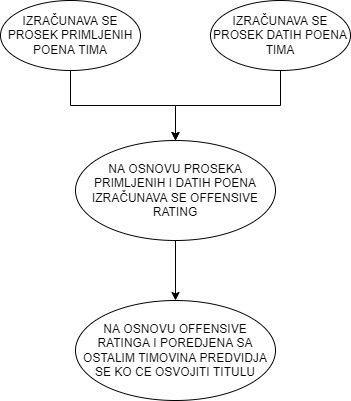 IZRAČUNAVA SE
PROSEK PRIMLJENIH
POENA TIMA
IZRAČUNAVA SE
PROSEK DATIH POENA
TIMA
NA OSNOVU PROSEKA
PRIMLJENIH I DATIH POENA
IZRAČUNAVA SE OFFENSIVE
RATING
NA OSNOVU OFFENSIVE
RATINGA I POREDJENA SA
OSTALIM TIMOVINA PREDVIDJA
SE KO CE OSVOJITI TITULU